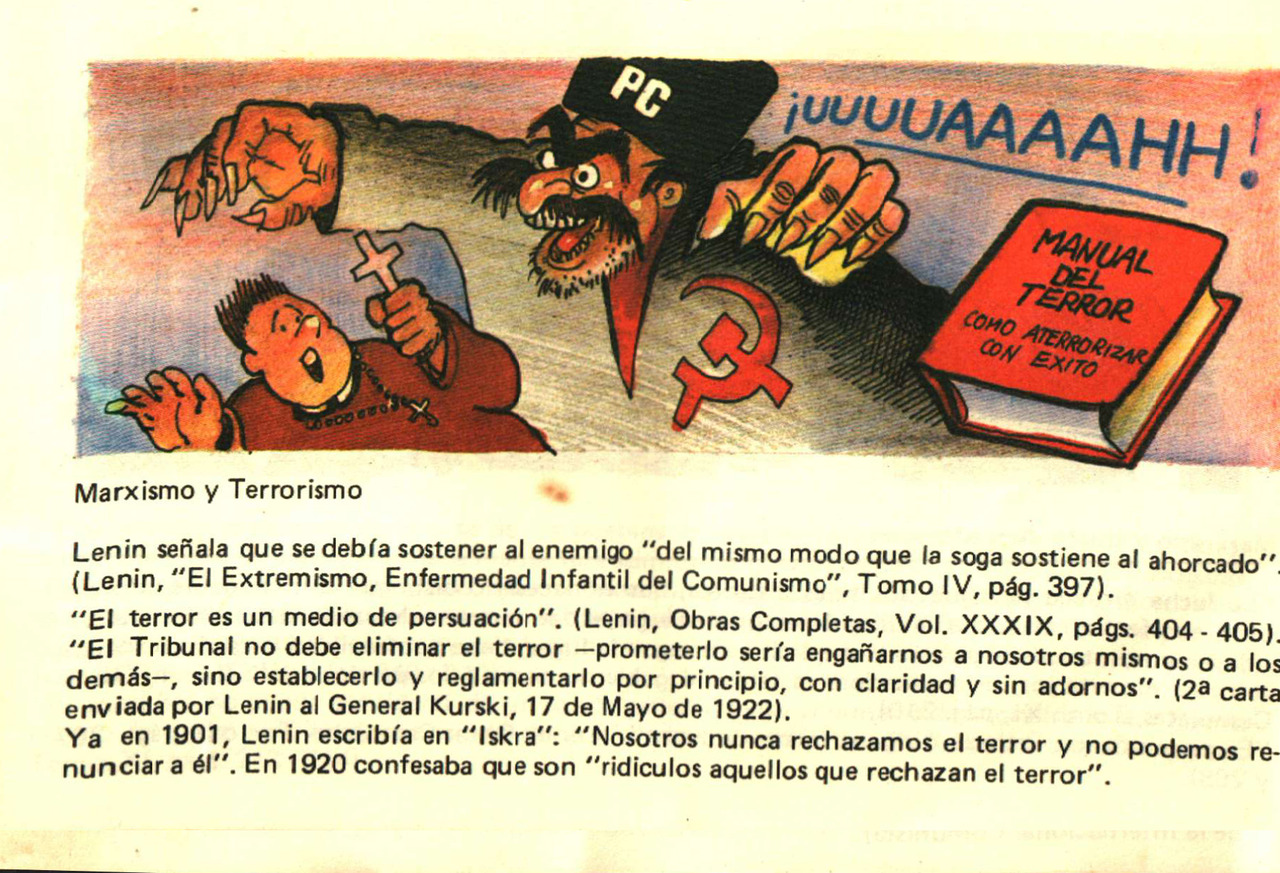 PC
¡UUUUAAAAHH!
MANUAL
DEL
TERROR
COMO ATERRORIZAR
CON EXITO
Marxismo y Terrorismo
Lenin señala que se debía sostener al enemigo “del mismo modo que la soga sostiene al ahorcado”.
(Lenin, “El Extremismo, Enfermedad Infantil del Comunismo”, Tomo IV, pág. 397).
“El terror es un medio de persuación”. (Lenin, Obras Completas, Vol. XXXIX, págs. 404 - 405).
“El Tribunal no debe eliminar el terror —prometerlo sería engañarnos a nosotros mismos o a los
demás—, sino establecerlo y reglamentarlo por principio, con claridad y sin adornos”. (2ª carta
enviada por Lenin al General Kurski, 17 de Mayo de 1922).
Ya en 1901, Lenin escribía en “Iskra”: “Nosotros nunca rechazamos el terror y no podemos re-
nunciar a él”. En 1920 confesaba que son “ridiculos aquellos que rechazan el terror”.